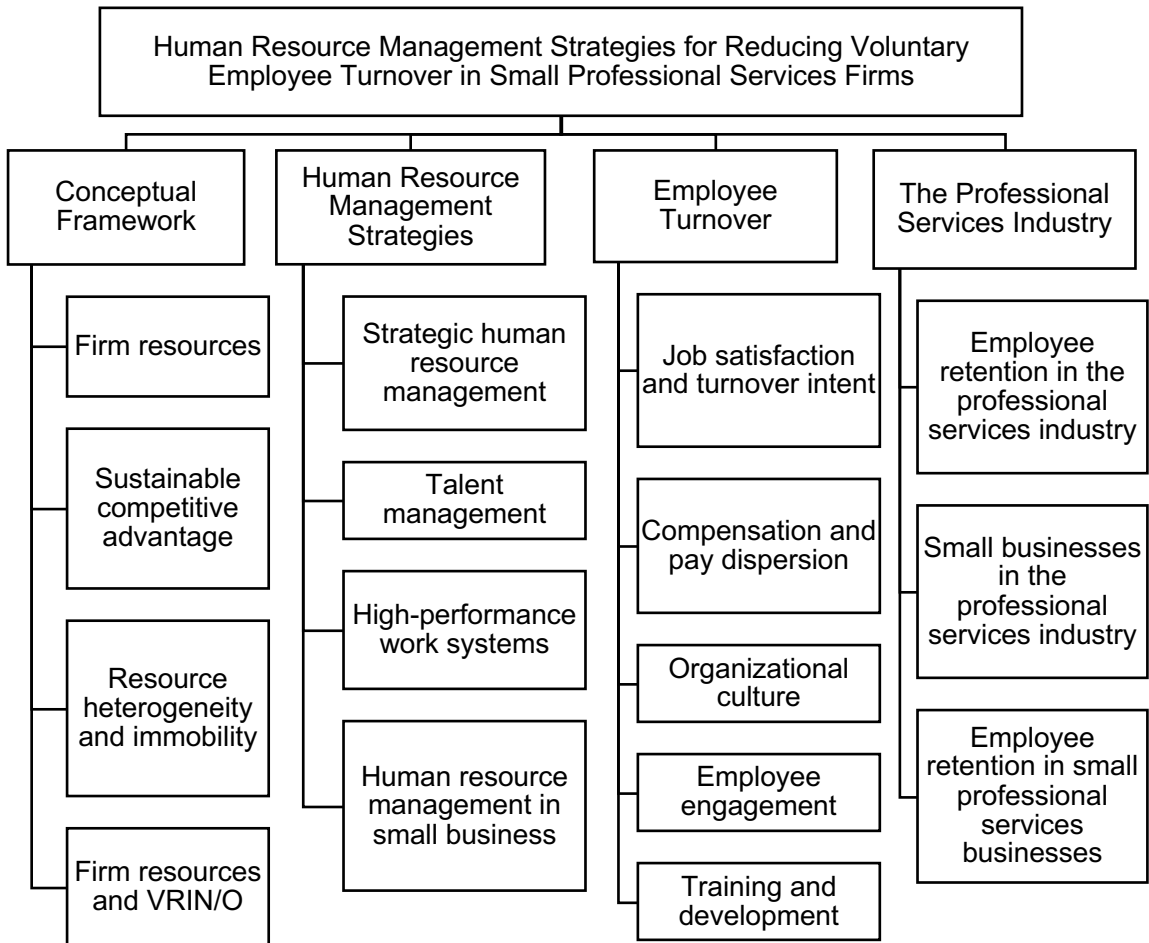 Human Resource Management Strategies for Reducing Voluntary
Employee Turnover in Small Professional Services Firms
Conceptual
Framework
Firm resources
Sustainable
competitive
advantage
Resource
heterogeneity
and immobility
Firm resources
and VRIN/O
Human Resource
Management
Strategies
Strategic human
resource
management
Talent
management
High-performance
work systems
Human resource
management in
small business
Employee
Turnover
Job satisfaction
and turnover intent
Compensation and
pay dispersion
Organizational
culture
Employee
engagement
Training and
development
The Professional
Services Industry
Employee
retention in the
professional
services industry
Small businesses
in the
professional
services industry
Employee
retention in small
professional
services
businesses